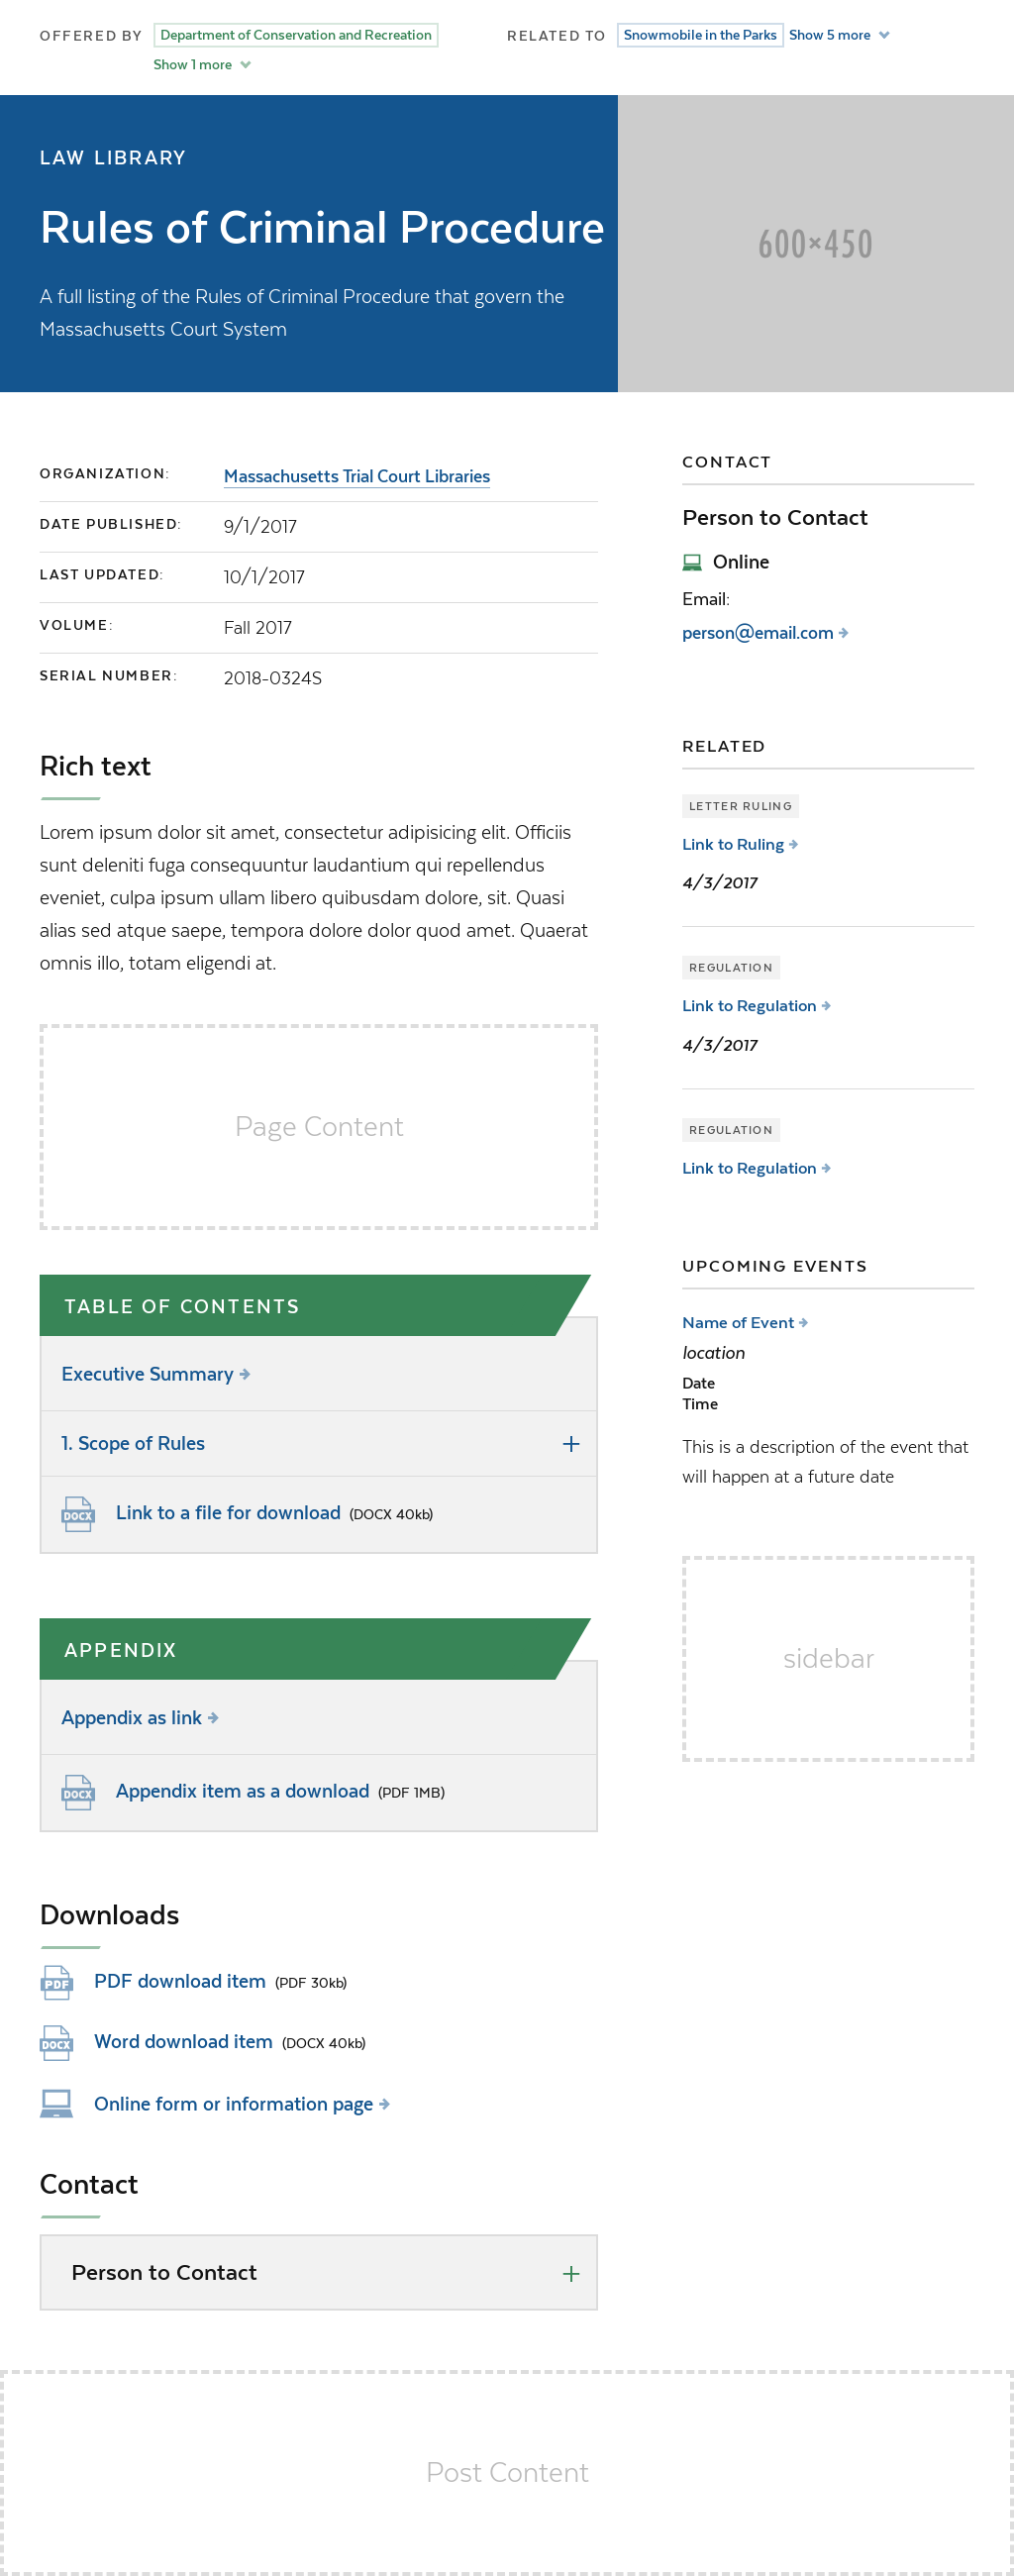 OFFERED BY Department of Conservation and Recreation
Show 1 more
RELATED TO Snowmobile in the Parks Show 5 more
LAW LIBRARY
Rules of Criminal Procedure
A full listing of the Rules of Criminal Procedure that govern the
Massachusetts Court System
600×450
ORGANIZATION: Massachusetts Trial Court Libraries
DATE PUBLISHED: 9/1/2017
LAST UPDATED: 10/1/2017
VOLUME: Fall 2017
SERIAL NUMBER: 2018-0324S
Rich text
Lorem ipsum dolor sit amet, consectetur adipisicing elit. Officiis
sunt deleniti fuga consequuntur laudantium qui repellendus
eveniet, culpa ipsum ullam libero quibusdam dolore, sit. Quasi
alias sed atque saepe, tempora dolore dolor quod amet. Quaerat
omnis illo, totam eligendi at.
Page Content
TABLE OF CONTENTS
Executive Summary
1. Scope of Rules
DOCX Link to a file for download (DOCX 40kb)
APPENDIX
Appendix as link
DOCX Appendix item as a download (PDF 1MB)
Downloads
PDF PDF download item (PDF 30kb)
DOCX Word download item (DOCX 40kb)
Online form or information page
Contact
Person to Contact
CONTACT
Person to Contact
Online
Email:
person@email.com
RELATED
LETTER RULING
Link to Ruling
4/3/2017
REGULATION
Link to Regulation
4/3/2017
REGULATION
Link to Regulation
UPCOMING EVENTS
Name of Event
location
Date
Time
This is a description of the event that
will happen at a future date
sidebar
Post Content